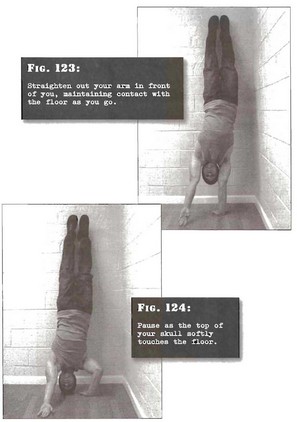 FIG. 123:
Straighten out your arm in front
of you, maintaining contact with
the floor as you go.
FIG. 124:
Pause as the top of
your skull softly
touches the floor.